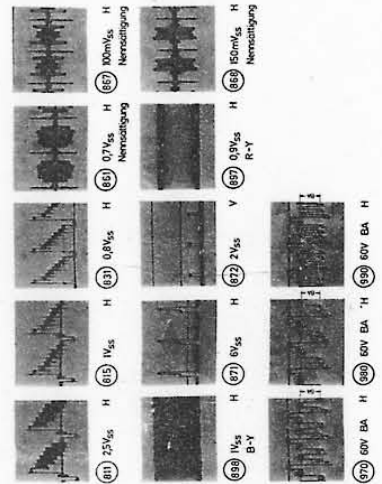 811 2,5Vss H
815 1Vss H
831 0,8Vss H
861 0,7Vss H
Nennsättigung
867 100mVss H
Nennsättigung
898 1Vss H
B-Y
871 6Vss H
872 2Vss V
897 0,9Vss H
R-Y
868 150mVss H
Nennsättigung
970 60V BA H
980 60V BA H
990 60V BA H